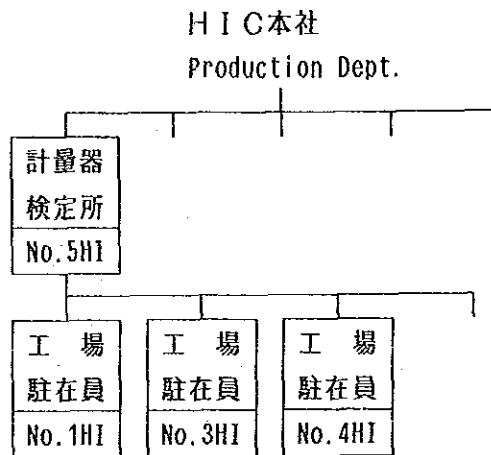 HIC本社
Production Dept.
計量器
検定所
No.5HI
工 場
駐在員
No.1HI
工 場
駐在員
No.3HI
工 場
駐在員
No.4HI